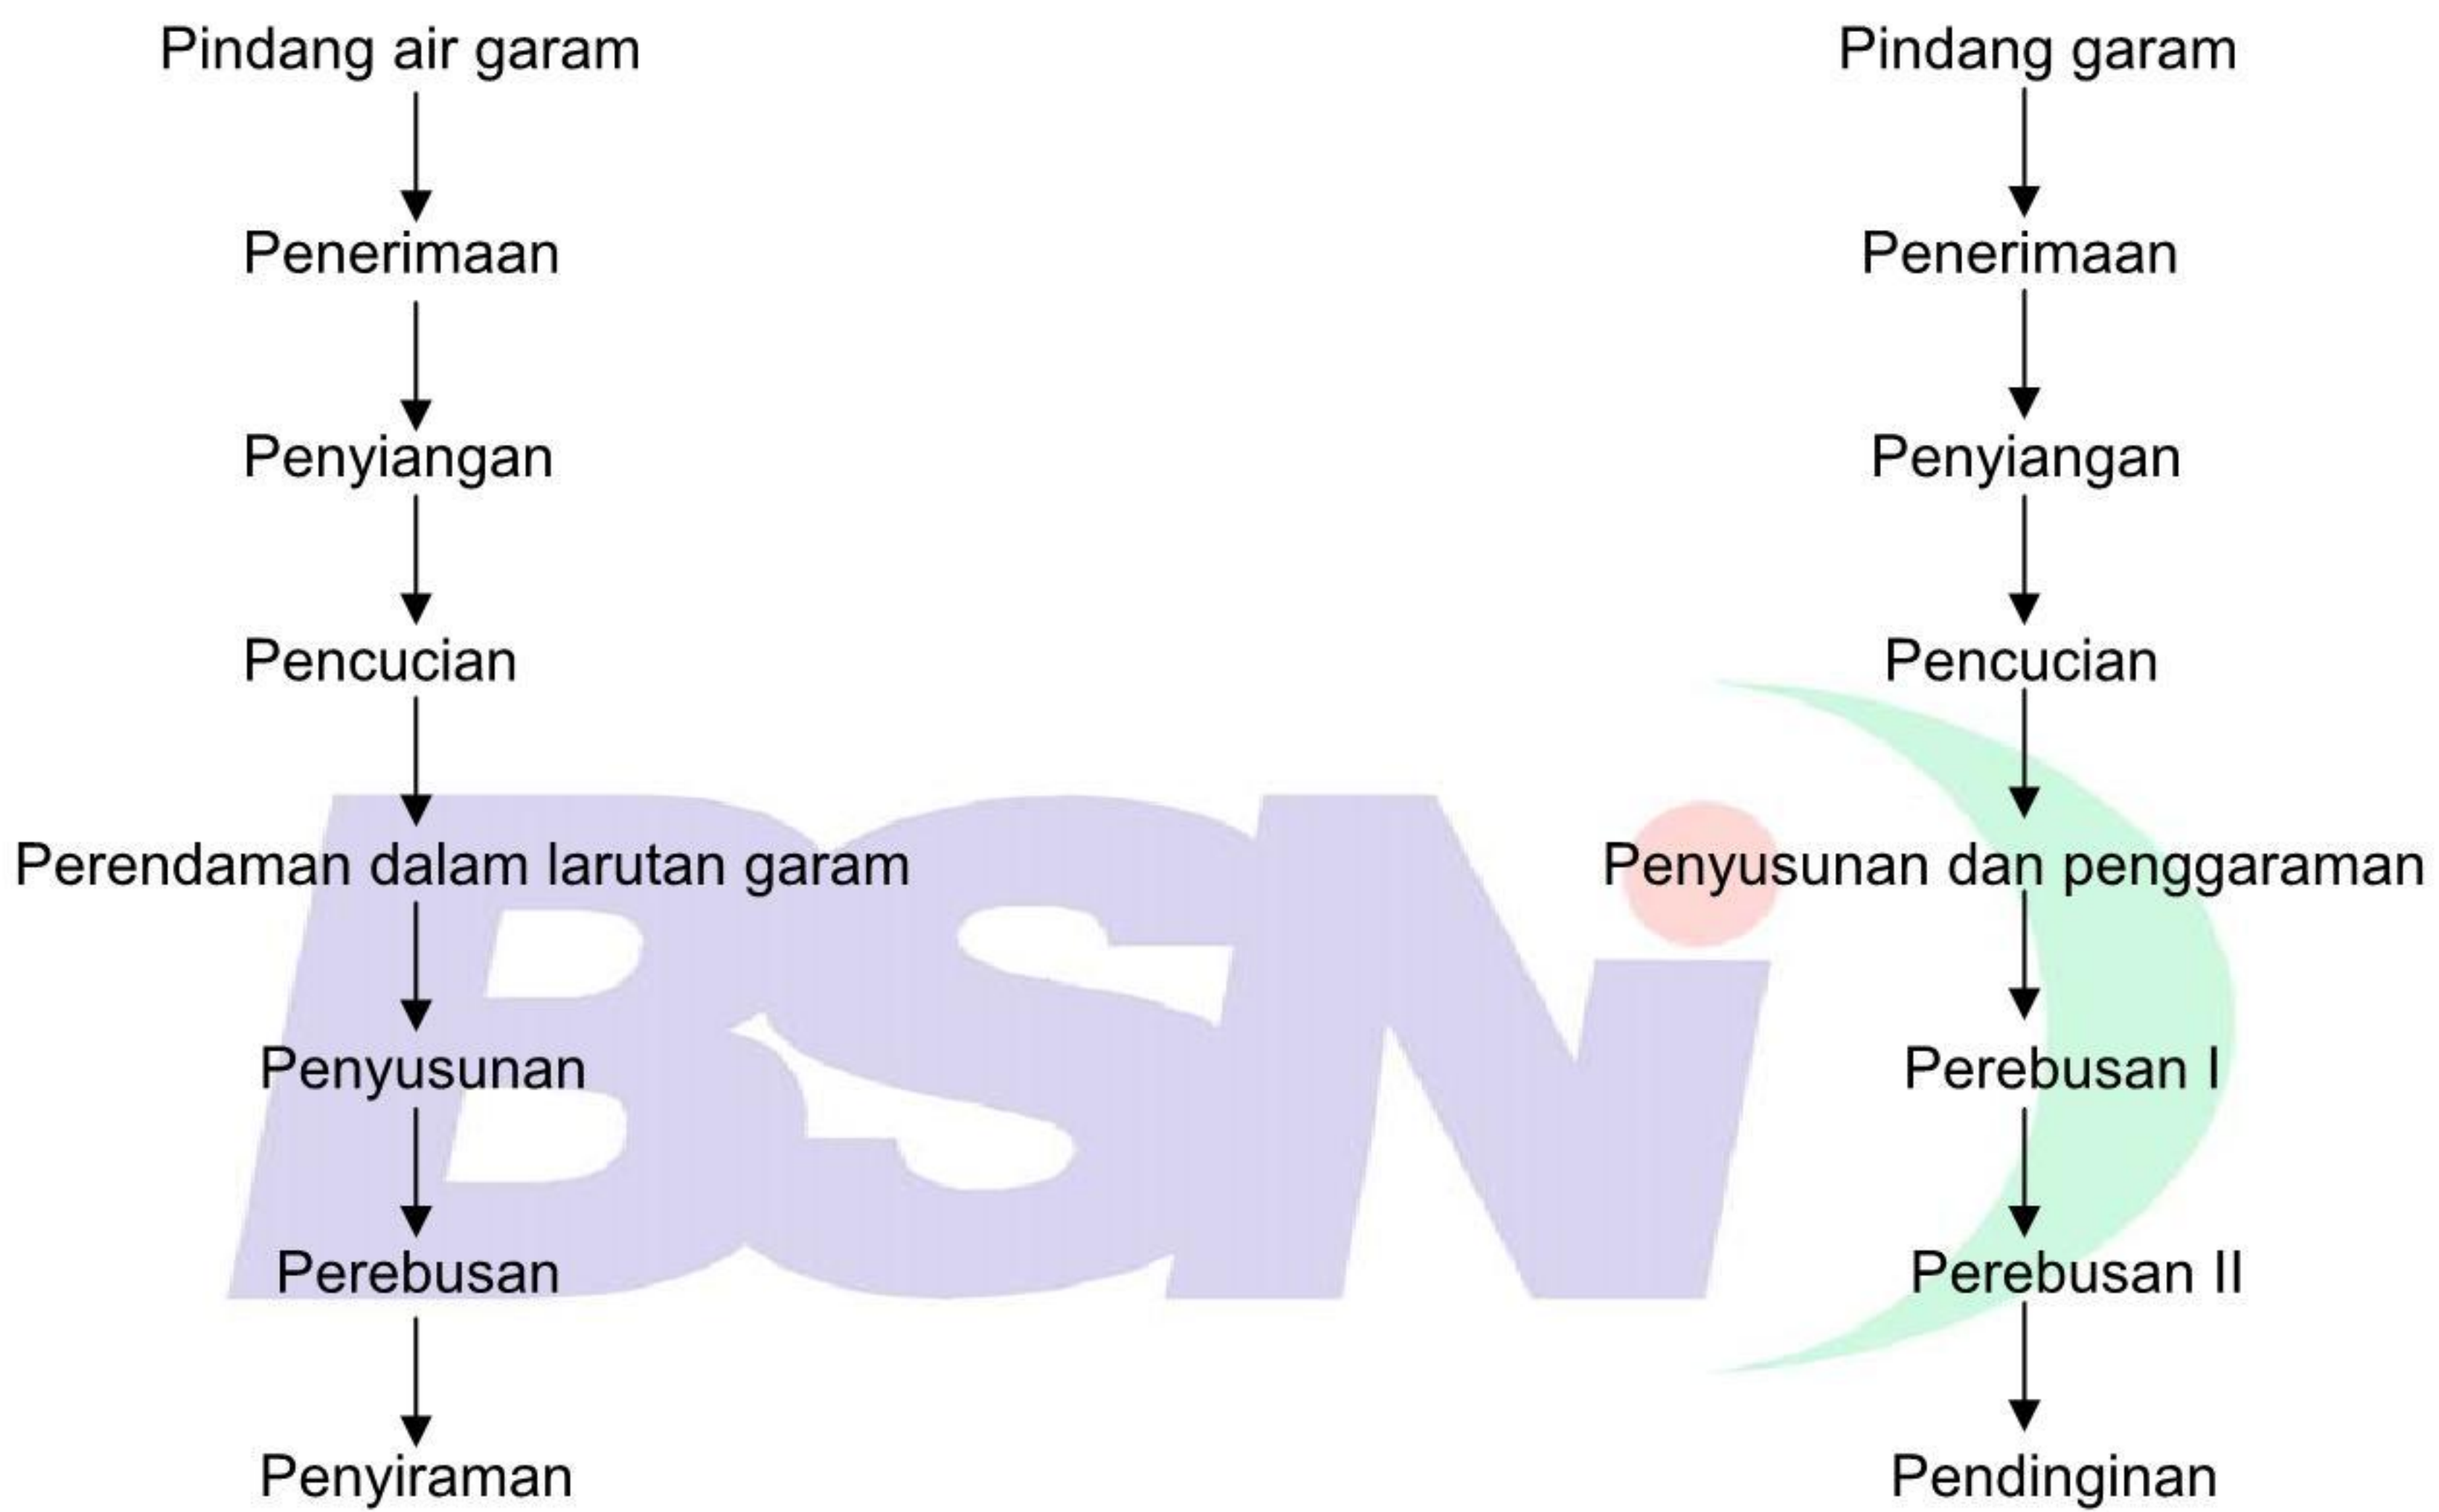 Pindang air garam
Penerimaan
Penyiangan
Pencucian
Perendaman dalam larutan garam
Penyusunan
Perebusan
Penyiraman
Pindang garam
Penerimaan
Penyiangan
Pencucian
Penyusunan dan penggaraman
Perebusan I
Perebusan II
Pendinginan
BSNi